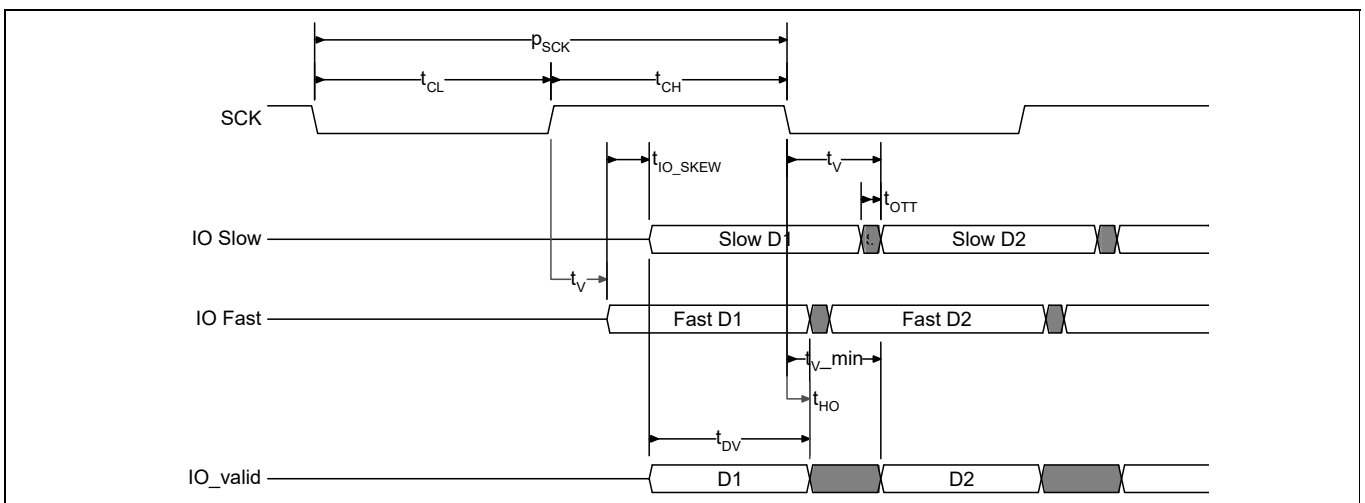 pSCK
tCL tCH
SCK
tIO_SKEW tV
tOTT
IO Slow Slow D1 Slow D2
tV
IO Fast Fast D1 Fast D2
tV_min
tHO
tDV
IO_valid D1 D2